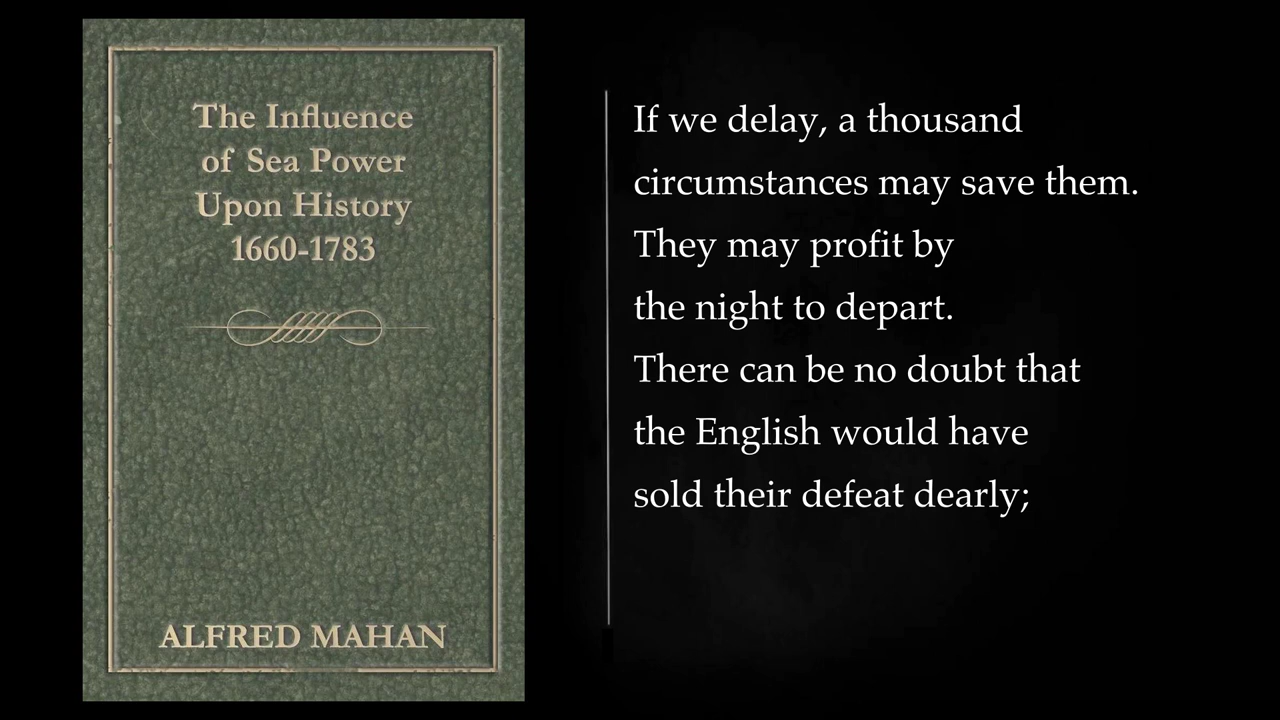 The Influence
of Sea Power
Upon History
1660-1783
ALFRED MAHAN
If we delay, a thousand
circumstances may save them.
They may profit by
the night to depart.
There can be no doubt that
the English would have
sold their defeat dearly;